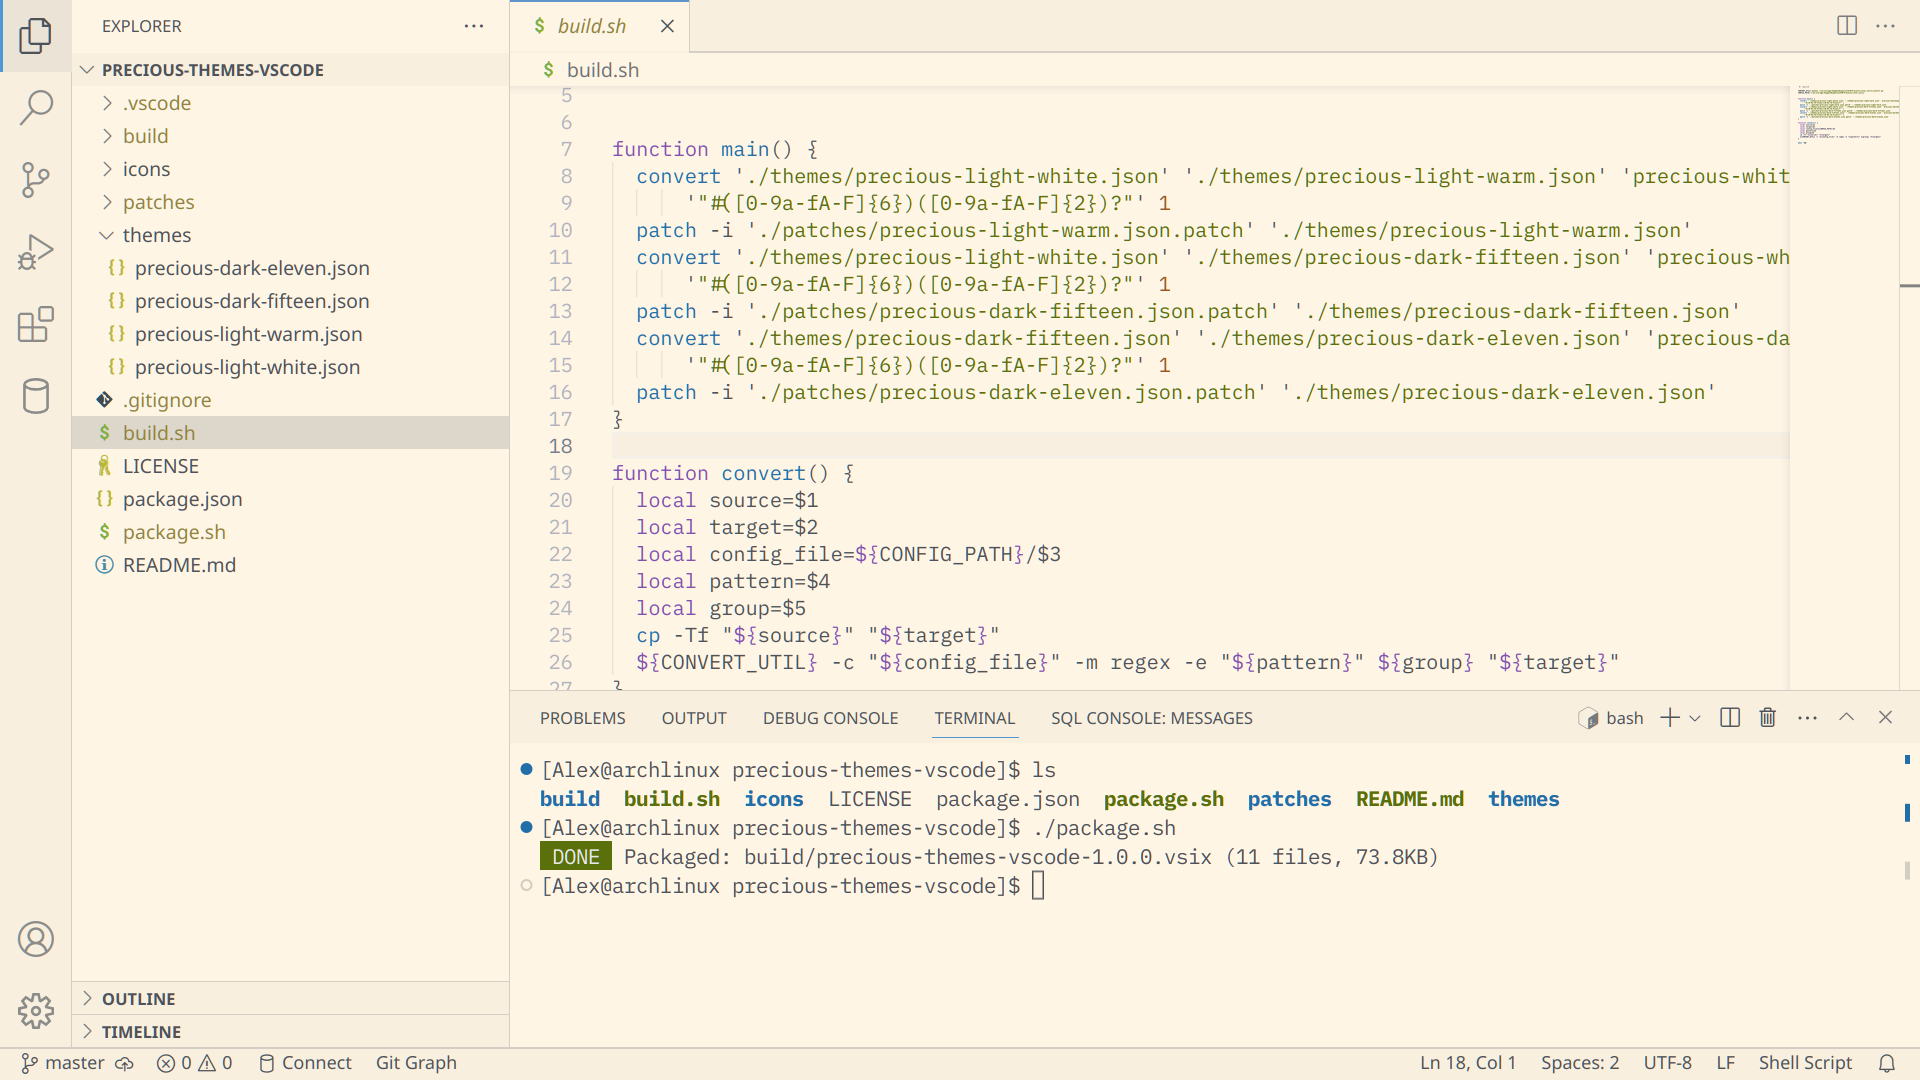 EXPLORER
PRECIOUS-THEMES-VSCODE
.vscode
build
icons
patches
themes
precious-dark-eleven.json
precious-dark-fifteen.json
precious-light-warm.json
precious-light-white.json
.gitignore
build.sh
LICENSE
package.json
package.sh
README.md
OUTLINE
TIMELINE
$ build.sh
$ build.sh
5
6
7 function main() {
8 convert './themes/precious-light-white.json' './themes/precious-light-warm.json' 'precious-whit
9 '"#([0-9a-fA-F]{6})([0-9a-fA-F]{2})?"' 1
10 patch -i './patches/precious-light-warm.json.patch' './themes/precious-light-warm.json'
11 convert './themes/precious-light-white.json' './themes/precious-dark-fifteen.json' 'precious-wh
12 '"#([0-9a-fA-F]{6})([0-9a-fA-F]{2})?"' 1
13 patch -i './patches/precious-dark-fifteen.json.patch' './themes/precious-dark-fifteen.json'
14 convert './themes/precious-dark-fifteen.json' './themes/precious-dark-eleven.json' 'precious-da
15 '"#([0-9a-fA-F]{6})([0-9a-fA-F]{2})?"' 1
16 patch -i './patches/precious-dark-eleven.json.patch' './themes/precious-dark-eleven.json'
17 }
18
19 function convert() {
20 local source=$1
21 local target=$2
22 local config_file=${CONFIG_PATH}/$3
23 local pattern=$4
24 local group=$5
25 cp -Tf "${source}" "${target}"
26 ${CONVERT_UTIL} -c "${config_file}" -m regex -e "${pattern}" ${group} "${target}"
27 }
PROBLEMS OUTPUT DEBUG CONSOLE TERMINAL SQL CONSOLE: MESSAGES bash
[Alex@archlinux precious-themes-vscode]$ ls
build build.sh icons LICENSE package.json package.sh patches README.md themes
[Alex@archlinux precious-themes-vscode]$ ./package.sh
DONE Packaged: build/precious-themes-vscode-1.0.0.vsix (11 files, 73.8KB)
[Alex@archlinux precious-themes-vscode]$
master 0 0 Connect Git Graph Ln 18, Col 1 Spaces: 2 UTF-8 LF Shell Script